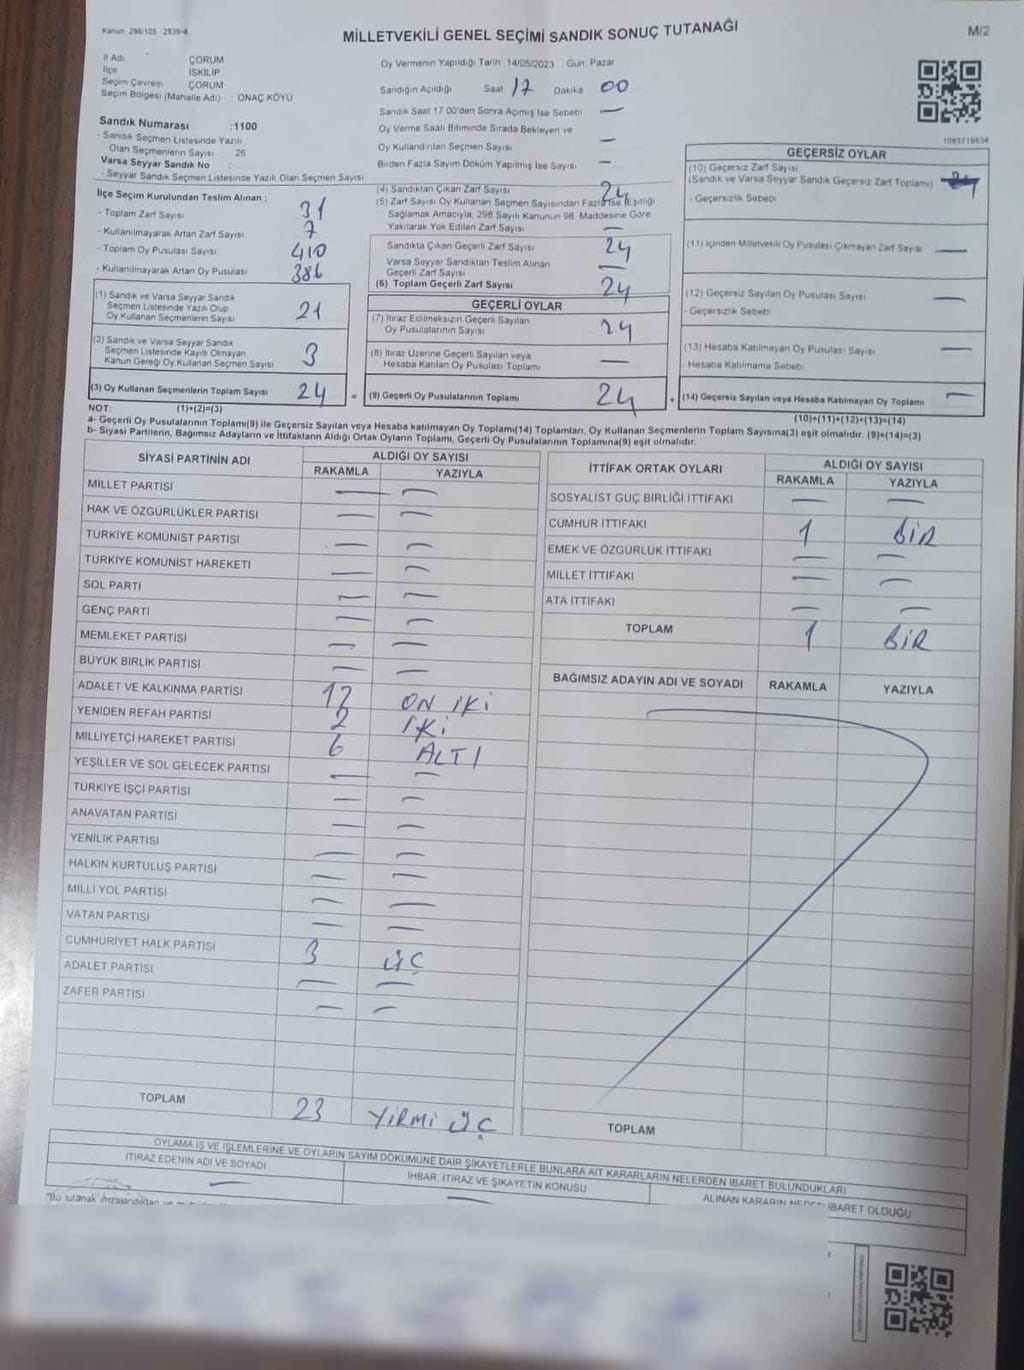 Kanun 298/105 2839/4
MİLLETVEKİLİ GENEL SEÇİMİ SANDIK SONUÇ TUTANAĞI
M/2
İl Adı ÇORUM
İlçe İSKİLİP
Seçim Çevresi ÇORUM
Seçim Bölgesi (Mahalle Adı) : ONAÇ KÖYÜ
Sandık Numarası :1100
- Sandık Seçmen Listesinde Yazılı
Olan Seçmenlerin Sayısı : 26
Varsa Seyyar Sandık No :
- Seyyar Sandık Seçmen Listesinde Yazılı Olan Seçmen Sayısı
Oy Vermenin Yapıldığı Tarih 14/05/2023 Gün Pazar
Sandığın Açıldığı Saat 17 Dakika 00
Sandık Saat 17 00'den Sonra Açımış İse Sebebi —
Oy Verme Saati Bitiminde Sırada Bekleyen ve
Oy Kullandırılan Seçmen Sayısı —
Birden Fazla Sayım Döküm Yapılmış İse Sayısı —
1083719834
İlçe Seçim Kurulundan Teslim Alınan ;
- Toplam Zarf Sayısı 31
- Kullanılmayarak Artan Zarf Sayısı 7
- Toplam Oy Pusulası Sayısı 410
- Kullanılmayarak Artan Oy Pusulası 386
(1) Sandık ve Varsa Seyyar Sandık
Seçmen Listesinde Yazılı Olup
Oy Kullanan Seçmenlerin Sayısı 21
(2) Sandık ve Varsa Seyyar Sandık
Seçmen Listesinde Kayıtlı Olmayan
Kanun Gereği Oy Kullanan Seçmen Sayısı 3
(3) Oy Kullanan Seçmenlerin Toplam Sayısı 24
(4) Sandıktan Çıkan Zarf Sayısı 24
(5) Zarf Sayısı Oy Kullanan Seçmen Sayısından Fazla İse (Eşitliği
Sağlamak Amacıyla, 298 Sayılı Kanunun 98. Maddesine Göre
Yakılarak Yok Edilen Zarf Sayısı —
Sandıkta Çıkan Geçerli Zarf Sayısı 24
Varsa Seyyar Sandıktan Teslim Alınan
Geçerli Zarf Sayısı —
(6) Toplam Geçerli Zarf Sayısı 24
GEÇERLİ OYLAR
(7) İtiraz Edilmeksizin Geçerli Sayılan
Oy Pusulalarının Sayısı 24
(8) İtiraz Üzerine Geçerli Sayılan veya
Hesaba Katılan Oy Pusulası Toplamı —
= (9) Geçerli Oy Pusulalarının Toplamı 24
GEÇERSİZ OYLAR
(10) Geçersiz Zarf Sayısı
(Sandık ve Varsa Seyyar Sandık Geçersiz Zarf Toplamı)
- Geçersizlik Sebebi
(11) İçinden Milletvekili Oy Pusulası Çıkmayan Zarf Sayısı —
(12) Geçersiz Sayılan Oy Pusulası Sayısı —
- Geçersizlik Sebebi
(13) Hesaba Katılmayan Oy Pusulası Sayısı —
- Hesaba Katılmama Sebebi
+ (14) Geçersiz Sayılan veya Hesaba Katılmayan Oy Toplamı —
NOT: (1)+(2)=(3)
(10)+(11)+(12)+(13)=(14)
a- Geçerli Oy Pusulalarının Toplamı(9) ile Geçersiz Sayılan veya Hesaba katılmayan Oy Toplamı(14) Toplamları, Oy Kullanan Seçmenlerin Toplam Sayısına(3) eşit olmalıdır. (9)+(14)=(3)
b- Siyasi Partilerin, Bağımsız Adayların ve İttifakların Aldığı Ortak Oyların Toplamı, Geçerli Oy Pusulalarının Toplamına(9) eşit olmalıdır.
SİYASİ PARTİNİN ADI ALDIĞI OY SAYISI
RAKAMLA YAZIYLA
MİLLET PARTİSİ — —
HAK VE ÖZGÜRLÜKLER PARTİSİ — —
TÜRKİYE KOMÜNİST PARTİSİ — —
TÜRKİYE KOMÜNİST HAREKETİ — —
SOL PARTİ — —
GENÇ PARTİ — —
MEMLEKET PARTİSİ — —
BÜYÜK BİRLİK PARTİSİ — —
ADALET VE KALKINMA PARTİSİ 12 ON İKİ
YENİDEN REFAH PARTİSİ 2 İKİ
MİLLİYETÇİ HAREKET PARTİSİ 6 ALTI
YEŞİLLER VE SOL GELECEK PARTİSİ — —
TÜRKİYE İŞÇİ PARTİSİ — —
ANAVATAN PARTİSİ — —
YENİLİK PARTİSİ — —
HALKIN KURTULUŞ PARTİSİ — —
MİLLİ YOL PARTİSİ — —
VATAN PARTİSİ — —
CUMHURİYET HALK PARTİSİ 3 ÜÇ
ADALET PARTİSİ — —
ZAFER PARTİSİ — —
TOPLAM 23 YİRMİ ÜÇ
İTTİFAK ORTAK OYLARI ALDIĞI OY SAYISI
RAKAMLA YAZIYLA
SOSYALİST GÜÇ BİRLİĞİ İTTİFAKI — —
CUMHUR İTTİFAKI 1 BİR
EMEK VE ÖZGÜRLÜK İTTİFAKI — —
MİLLET İTTİFAKI — —
ATA İTTİFAKI — —
TOPLAM 1 BİR
BAĞIMSIZ ADAYIN ADI VE SOYADI RAKAMLA YAZIYLA
TOPLAM
OYLAMA İŞ VE İŞLEMLERİNE VE OYLARIN SAYIM DÖKÜMÜNE DAİR ŞİKAYETLERLE BUNLARA AİT KARARLARIN NELERDEN İBARET BULUNDUKLARI
İTİRAZ EDENİN ADI VE SOYADI
İHBAR, İTİRAZ VE ŞİKAYETİN KONUSU
ALINAN KARARIN NEDEN İBARET OLDUĞU
— —
"Bu tutanak imzalandıktan